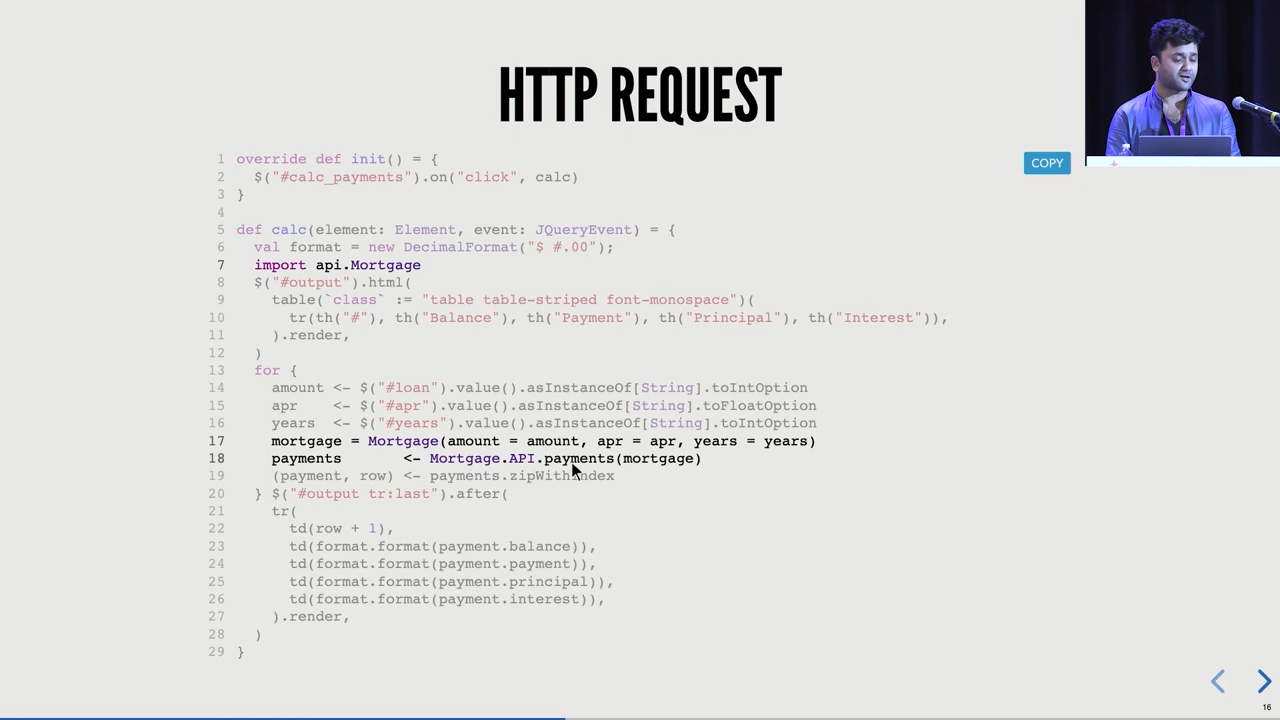 HTTP REQUEST
COPY
1 override def init() = {
2 $("#calc_payments").on("click", calc)
3 }
4
5 def calc(element: Element, event: JQueryEvent) = {
6 val format = new DecimalFormat("$ #.00");
7 import api.Mortgage
8 $("#output").html(
9 table(`class` := "table table-striped font-monospace")(
10 tr(th("#"), th("Balance"), th("Payment"), th("Principal"), th("Interest")),
11 ).render,
12 )
13 for {
14 amount <- $("#loan").value().asInstanceOf[String].toIntOption
15 apr    <- $("#apr").value().asInstanceOf[String].toFloatOption
16 years  <- $("#years").value().asInstanceOf[String].toIntOption
17 mortgage = Mortgage(amount = amount, apr = apr, years = years)
18 payments       <- Mortgage.API.payments(mortgage)
19 (payment, row) <- payments.zipWithIndex
20 } $("#output tr:last").after(
21 tr(
22 td(row + 1),
23 td(format.format(payment.balance)),
24 td(format.format(payment.payment)),
25 td(format.format(payment.principal)),
26 td(format.format(payment.interest)),
27 ).render,
28 )
29 }
16